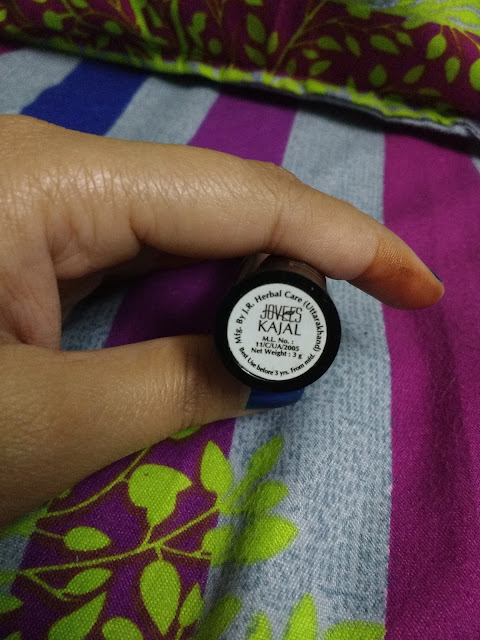 Mfg. By J.R. Herbal Care (Uttarakhand)
JOVEES
KAJAL
M.L. No. :
11/C/UA/2005
Net Weight : 3 g
Best Use before 3 yrs. From mfd.